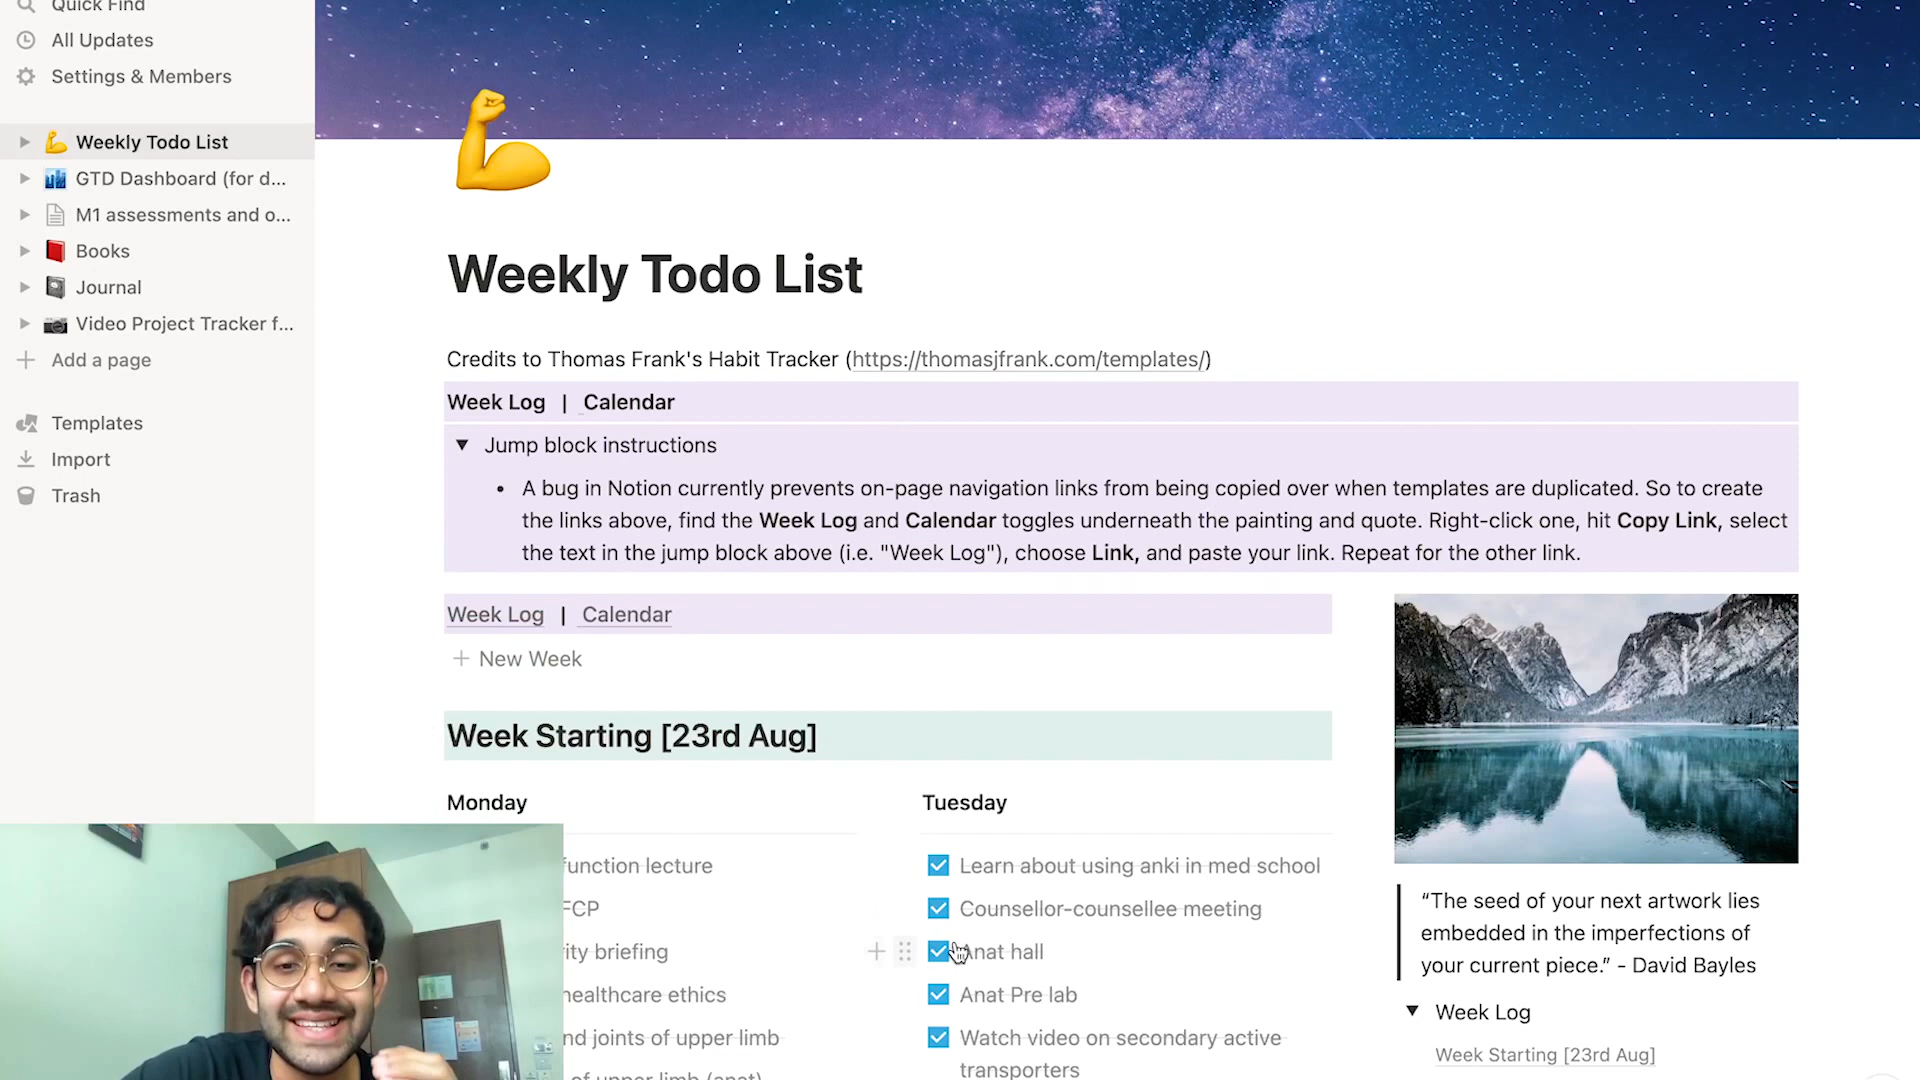 Quick Find
All Updates
Settings & Members
Weekly Todo List
GTD Dashboard (for d...
M1 assessments and o...
Books
Journal
Video Project Tracker f...
Add a page
Templates
Import
Trash
Weekly Todo List
Credits to Thomas Frank's Habit Tracker (https://thomasjfrank.com/templates/)
Week Log | Calendar
Jump block instructions
• A bug in Notion currently prevents on-page navigation links from being copied over when templates are duplicated. So to create
the links above, find the Week Log and Calendar toggles underneath the painting and quote. Right-click one, hit Copy Link, select
the text in the jump block above (i.e. "Week Log"), choose Link, and paste your link. Repeat for the other link.
Week Log | Calendar
New Week
Week Starting [23rd Aug]
Monday
function lecture
FCP
ity briefing
healthcare ethics
nd joints of upper limb
of upper limb (anat)
Tuesday
Learn about using anki in med school
Counsellor-counsellee meeting
Anat hall
Anat Pre lab
Watch video on secondary active
transporters
“The seed of your next artwork lies
embedded in the imperfections of
your current piece.” - David Bayles
Week Log
Week Starting [23rd Aug]